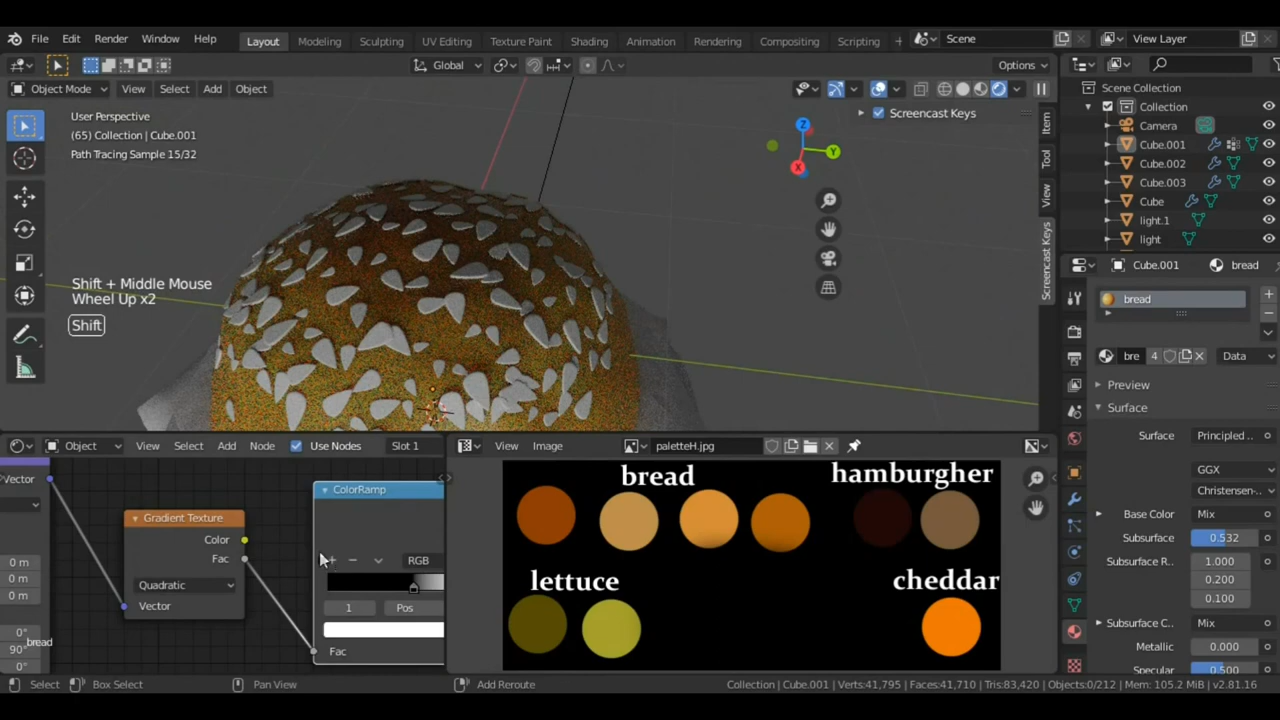 File Edit Render Window Help Layout Modeling Sculpting UV Editing Texture Paint Shading Animation Rendering Compositing Scripting + Scene View Layer
Global Options
Object Mode View Select Add Object
User Perspective
(65) Collection | Cube.001
Path Tracing Sample 15/32
Screencast Keys
Z
Y
X
Item
Tool
View
Screencast Keys
Shift + Middle Mouse
Wheel Up x2
Shift
Scene Collection
Collection
Camera
Cube.001
Cube.002
Cube.003
Cube
light.1
light
Cube.001 bread
bread
bre 4 Data
Preview
Surface
Surface Principled ..
GGX
Christensen-..
Base Color Mix
Subsurface 0.532
Subsurface R.. 1.000
0.200
0.100
Subsurface C.. Mix
Metallic 0.000
Specular 0.500
Object View Select Add Node Use Nodes Slot 1
Vector
0 m
0 m
0 m
0°
90°
0°
bread
Gradient Texture
Color
Fac
Quadratic
Vector
ColorRamp
RGB
1 Pos
Fac
View Image paletteH.jpg
bread hamburgher
lettuce cheddar
Select Box Select Pan View Add Reroute Collection | Cube.001 | Verts:41,795 | Faces:41,710 | Tris:83,420 | Objects:0/212 | Mem: 105.2 MiB | v2.81.16